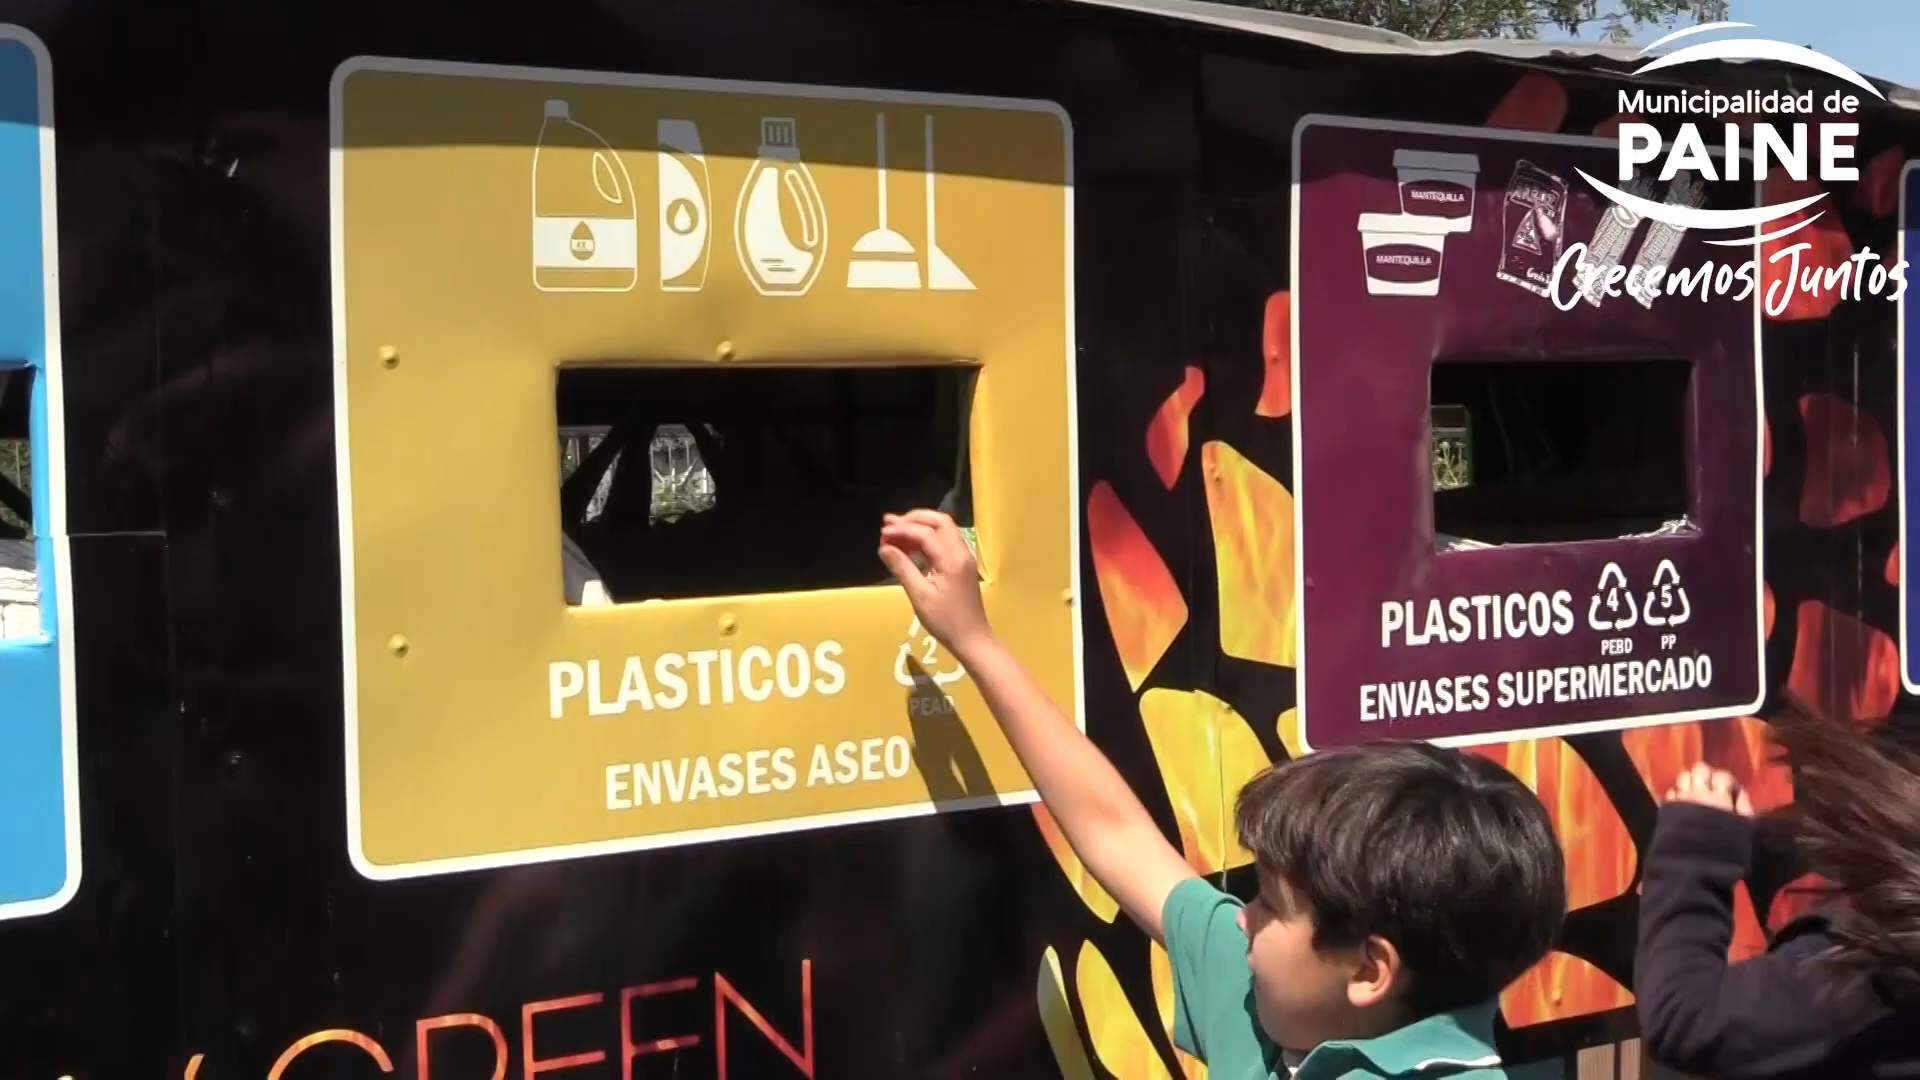 Municipalidad de
PAINE
Crecemos Juntos
MANTEQUILLA
MANTEQUILLA
PLASTICOS 2
PEAD
ENVASES ASEO
PLASTICOS 4 5
PEBD PP
ENVASES SUPERMERCADO
GREEN